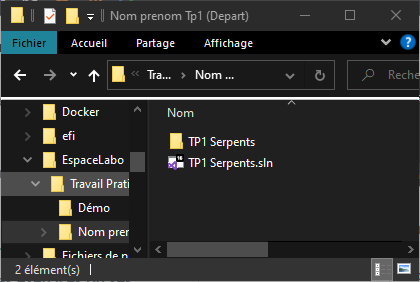 Nom prenom Tp1 (Depart)
Fichier Accueil Partage Affichage
« Tra... Nom ... Reche
Docker
efi
EspaceLabo
Travail Prati
Démo
Nom pren
Fichiers de n
Nom
TP1 Serpents
TP1 Serpents.sln
2 élément(s)